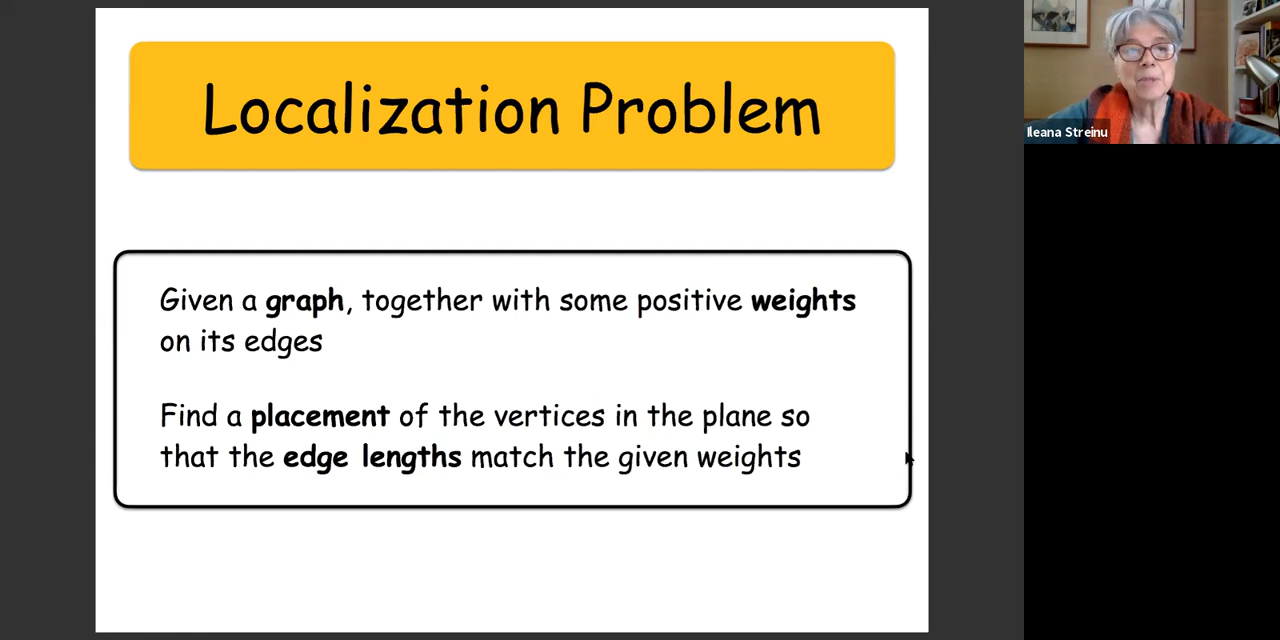 Localization Problem
Given a graph, together with some positive weights
on its edges
Find a placement of the vertices in the plane so
that the edge lengths match the given weights
Ileana Streinu